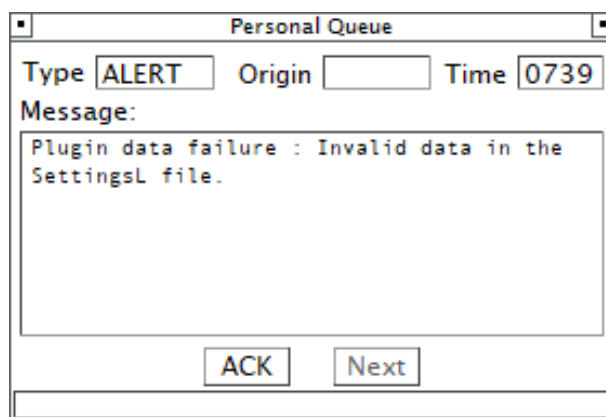 Personal Queue
Type ALERT Origin Time 0739
Message:
Plugin data failure : Invalid data in the
SettingsL file.
ACK Next